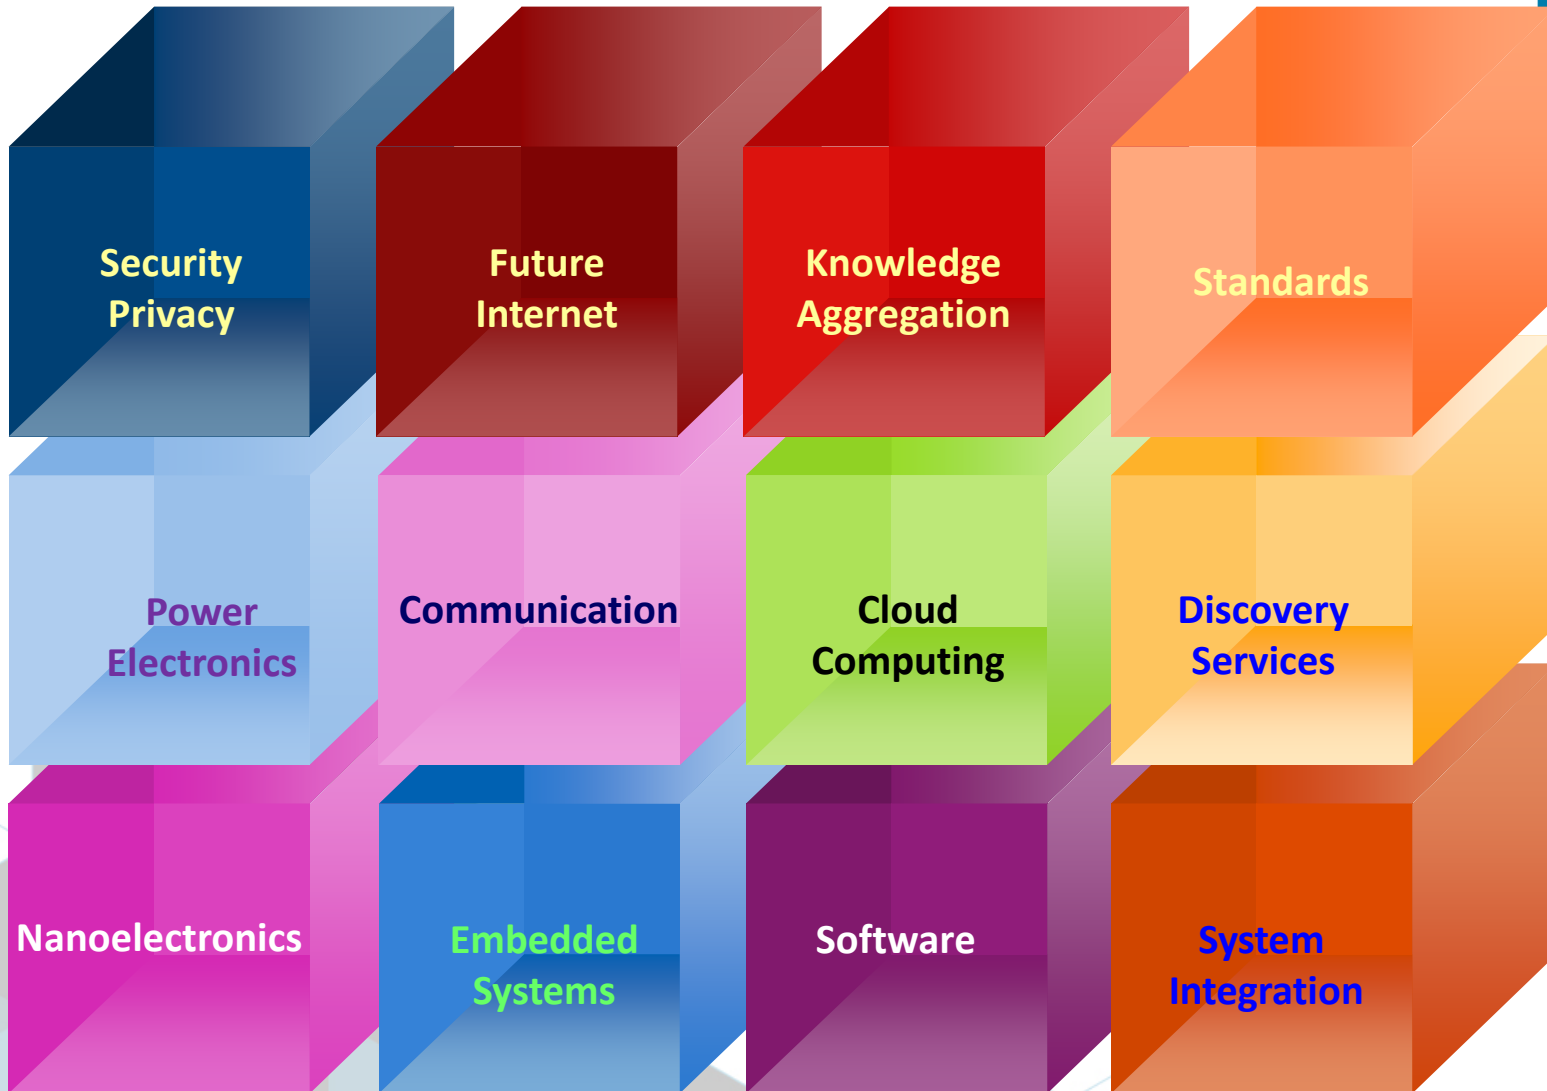 Security
Privacy
Future
Internet
Knowledge
Aggregation
Standards
Power
Electronics
Communication
Cloud
Computing
Discovery
Services
Nanoelectronics
Embedded
Systems
Software
System
Integration